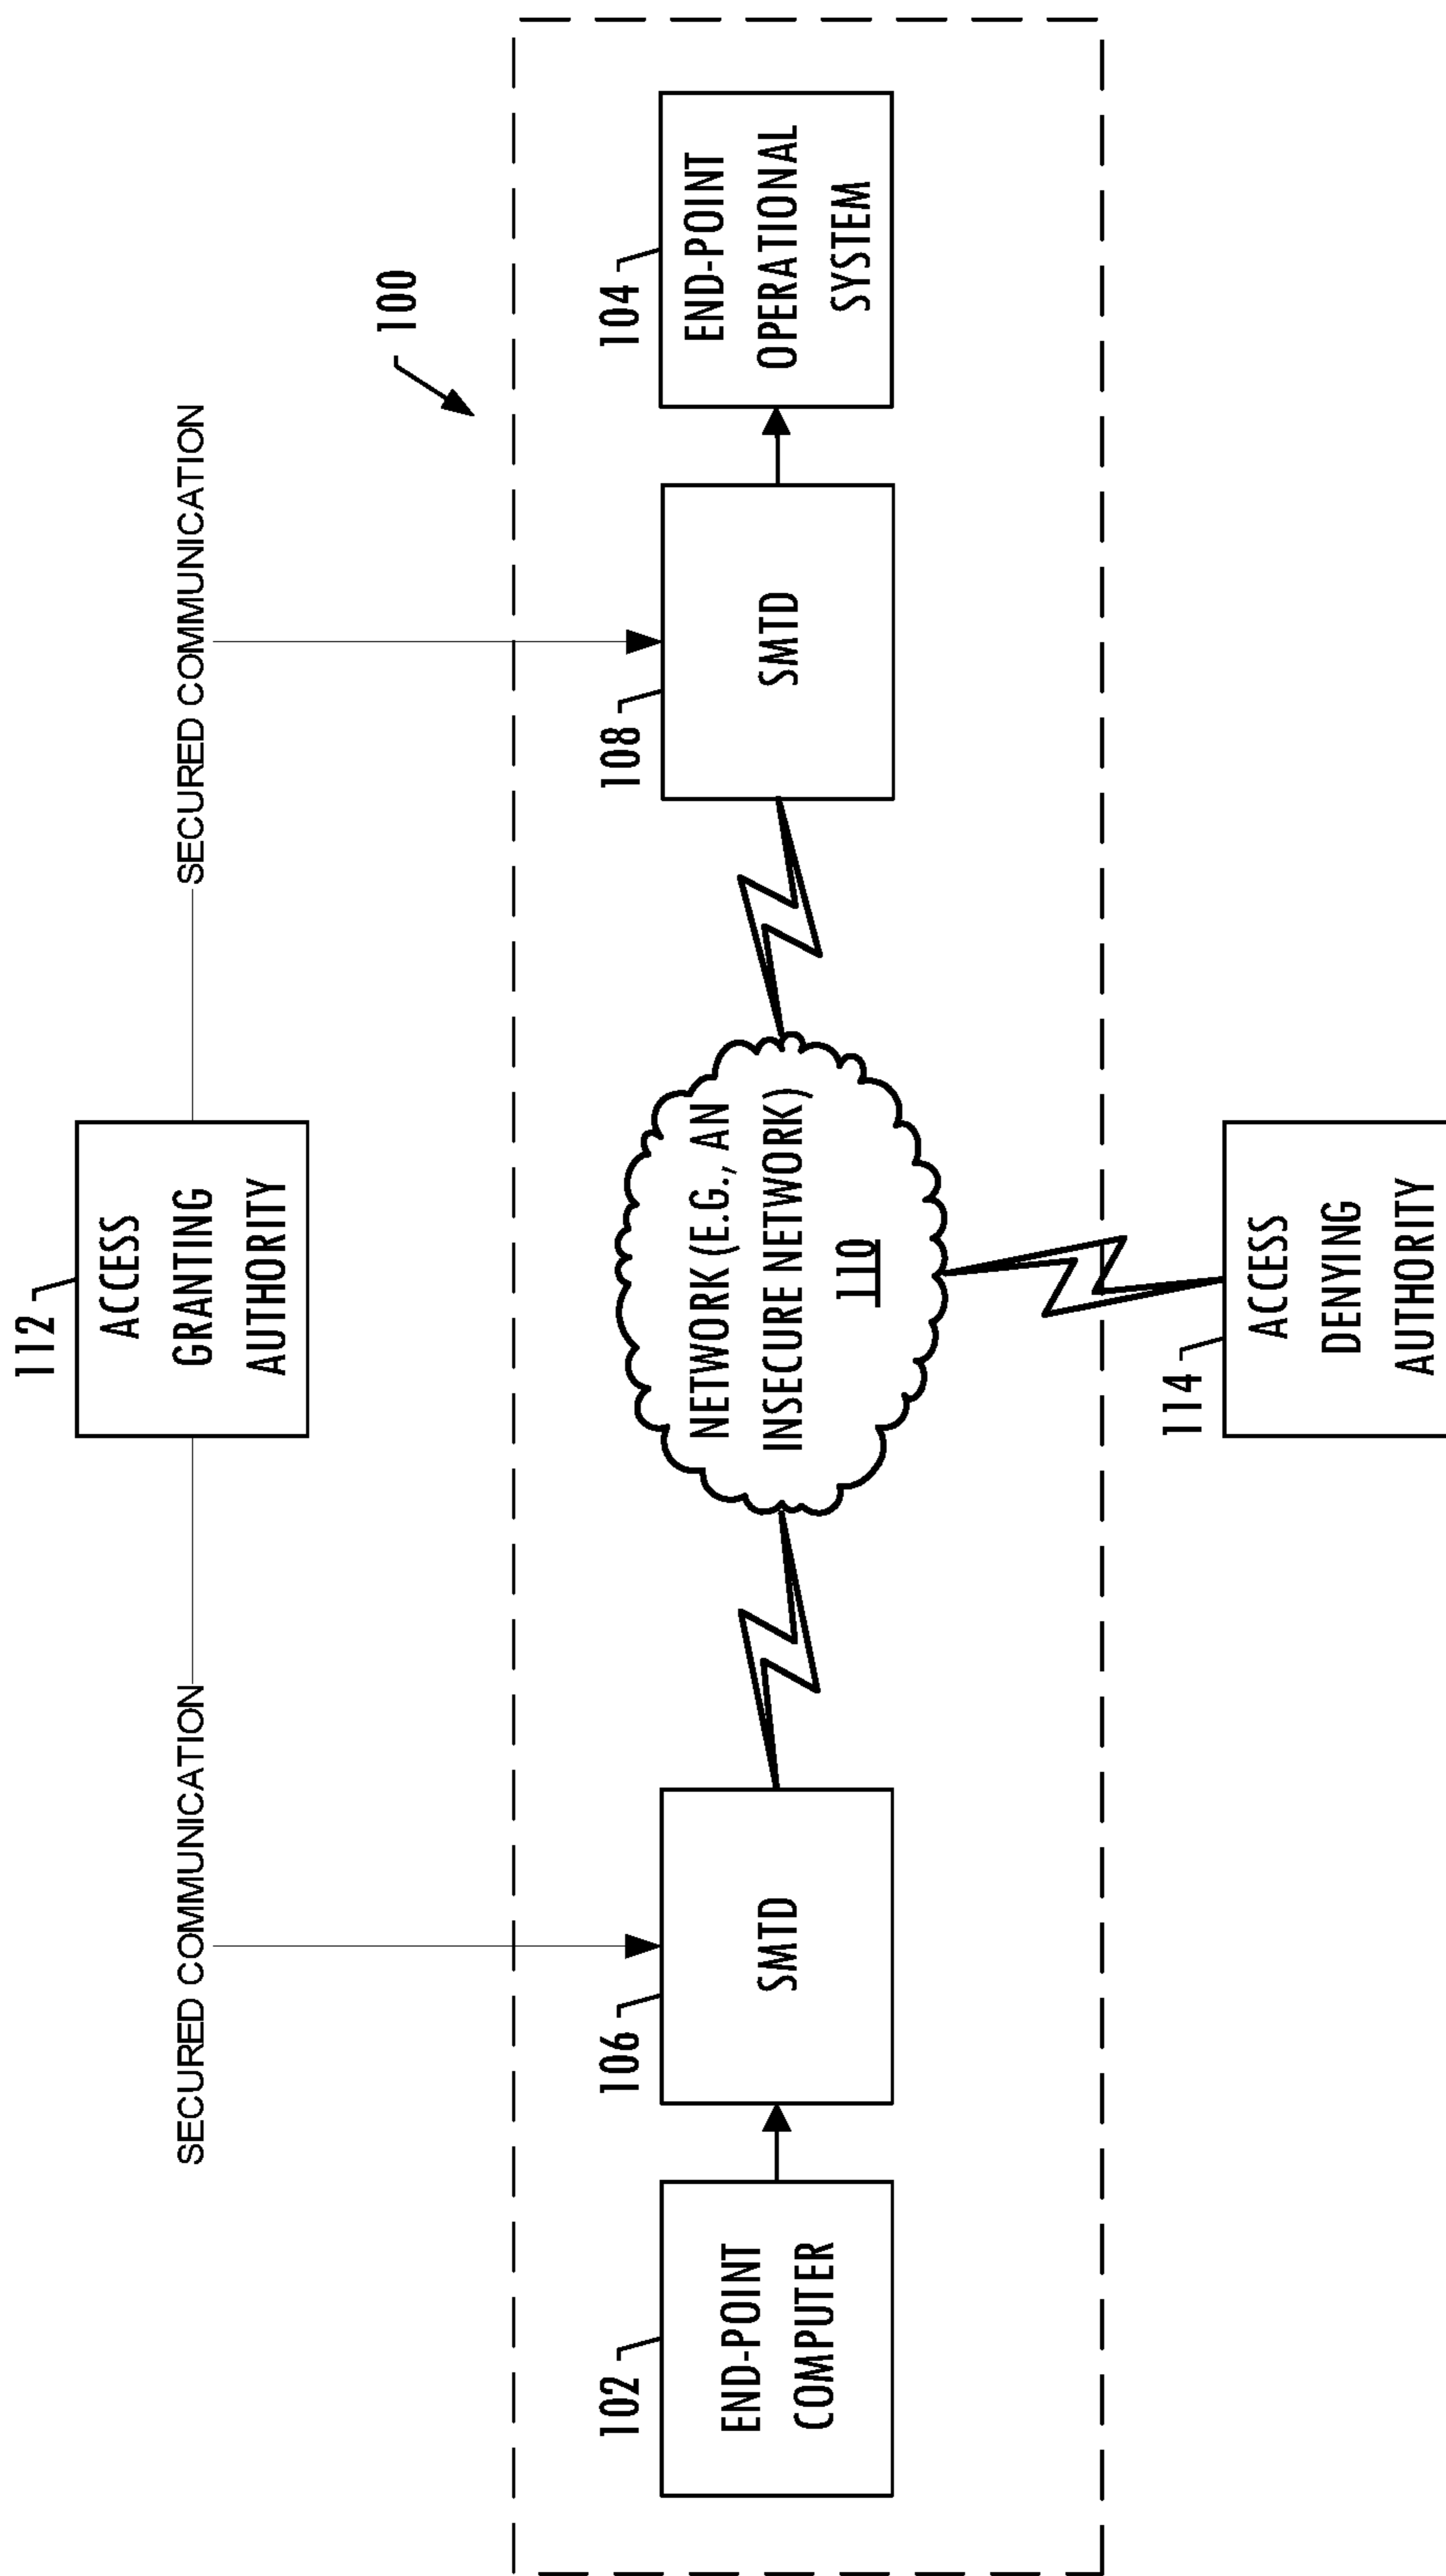 112
ACCESS
GRANTING
AUTHORITY
SECURED COMMUNICATION
SECURED COMMUNICATION
100
102
END-POINT
COMPUTER
106
SMTD
NETWORK (E.G., AN
INSECURE NETWORK)
110
108
SMTD
104
END-POINT
OPERATIONAL
SYSTEM
114
ACCESS
DENYING
AUTHORITY